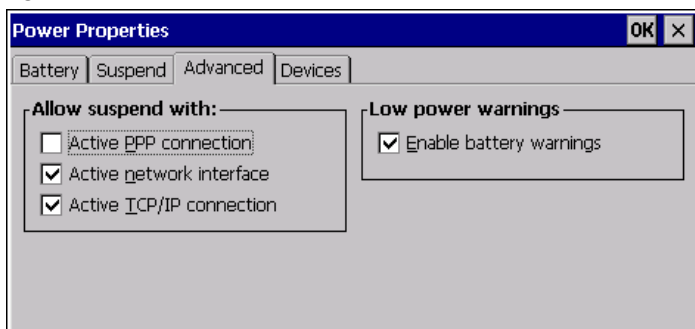 Power Properties OK ×
Battery Suspend Advanced Devices
Allow suspend with:
Active PPP connection
Active network interface
Active TCP/IP connection
Low power warnings
Enable battery warnings